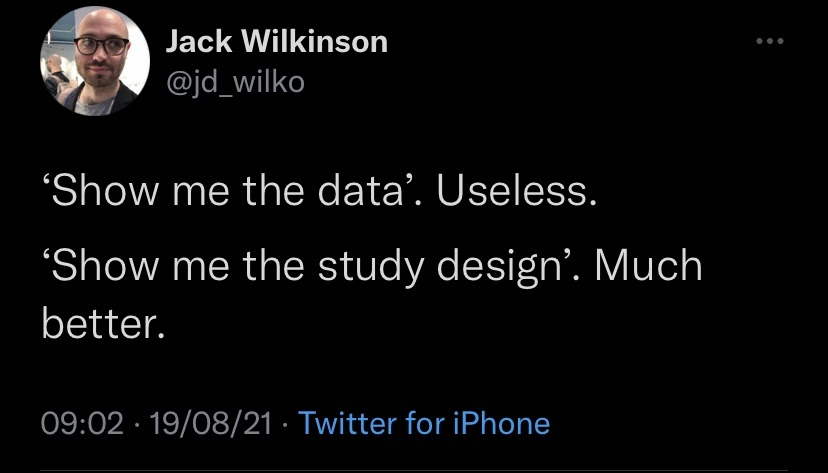 Jack Wilkinson
@jd_wilko
‘Show me the data’. Useless.
‘Show me the study design’. Much
better.
09:02 · 19/08/21 · Twitter for iPhone